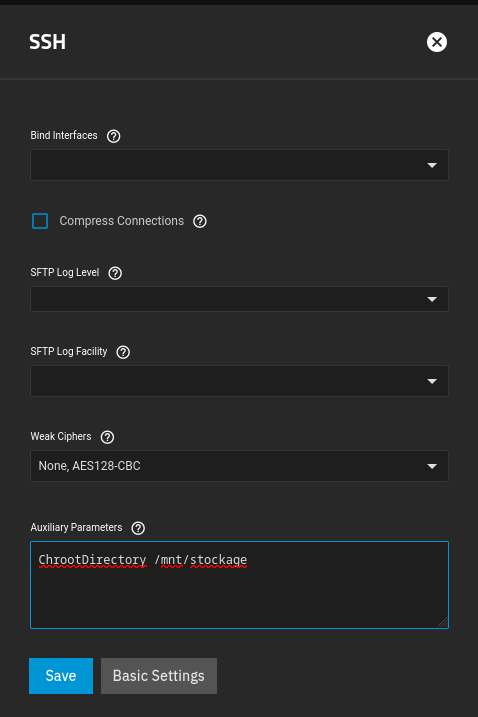 SSH
Bind Interfaces
Compress Connections
SFTP Log Level
SFTP Log Facility
Weak Ciphers
None, AES128-CBC
Auxiliary Parameters
ChrootDirectory /mnt/stockage
Save Basic Settings